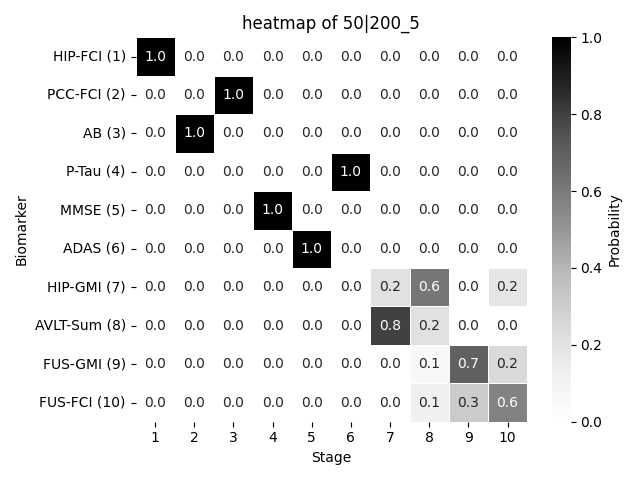 heatmap of 50|200_5
HIP-FCI (1) 1.0 0.0 0.0 0.0 0.0 0.0 0.0 0.0 0.0 0.0
PCC-FCI (2) 0.0 0.0 1.0 0.0 0.0 0.0 0.0 0.0 0.0 0.0
AB (3) 0.0 1.0 0.0 0.0 0.0 0.0 0.0 0.0 0.0 0.0
P-Tau (4) 0.0 0.0 0.0 0.0 0.0 1.0 0.0 0.0 0.0 0.0
MMSE (5) 0.0 0.0 0.0 1.0 0.0 0.0 0.0 0.0 0.0 0.0
ADAS (6) 0.0 0.0 0.0 0.0 1.0 0.0 0.0 0.0 0.0 0.0
HIP-GMI (7) 0.0 0.0 0.0 0.0 0.0 0.0 0.2 0.6 0.0 0.2
AVLT-Sum (8) 0.0 0.0 0.0 0.0 0.0 0.0 0.8 0.2 0.0 0.0
FUS-GMI (9) 0.0 0.0 0.0 0.0 0.0 0.0 0.0 0.1 0.7 0.2
FUS-FCI (10) 0.0 0.0 0.0 0.0 0.0 0.0 0.0 0.1 0.3 0.6
1 2 3 4 5 6 7 8 9 10
Stage
Biomarker
1.0
0.8
0.6
0.4
0.2
0.0
Probability